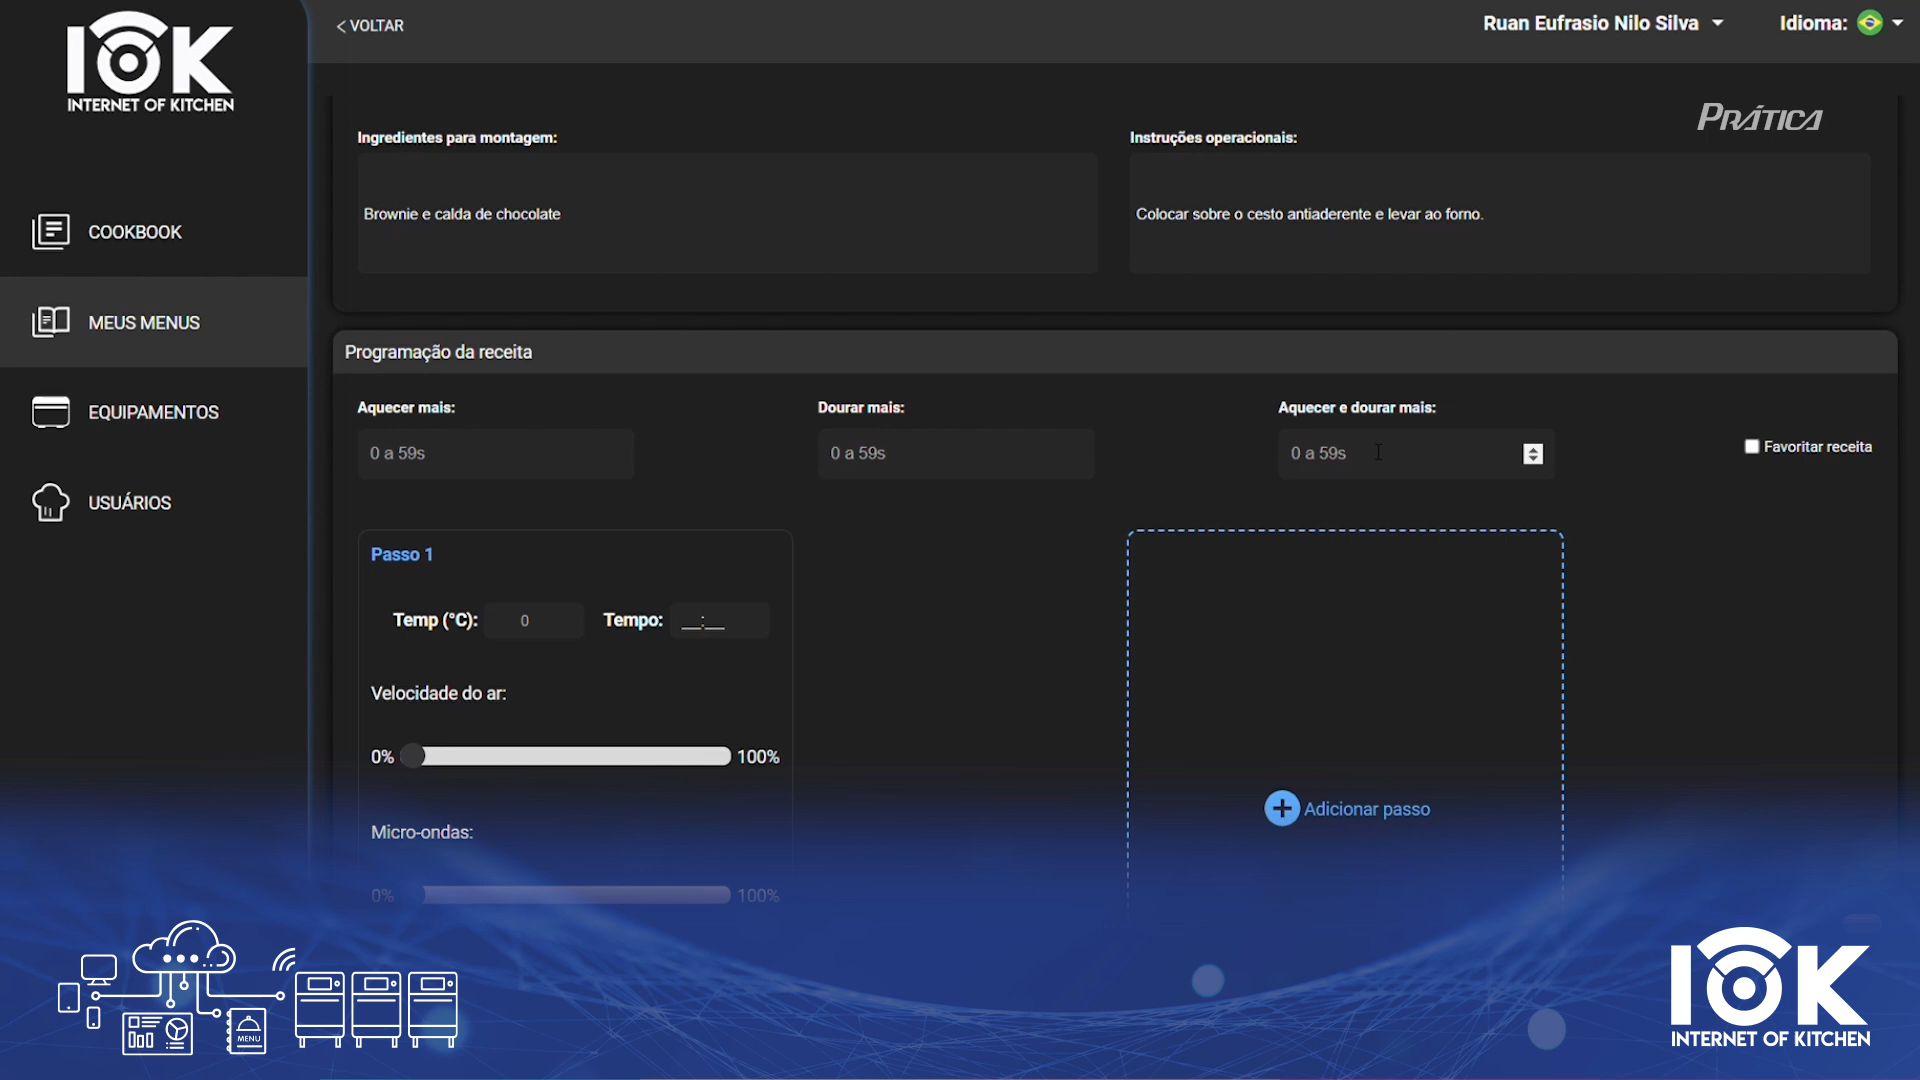 IOK
INTERNET OF KITCHEN
< VOLTAR
Ruan Eufrasio Nilo Silva
Idioma:
PRÁTICA
Ingredientes para montagem:
Instruções operacionais:
Brownie e calda de chocolate
Colocar sobre o cesto antiaderente e levar ao forno.
COOKBOOK
MEUS MENUS
EQUIPAMENTOS
USUÁRIOS
Programação da receita
Aquecer mais:
Dourar mais:
Aquecer e dourar mais:
0 a 59s
0 a 59s
0 a 59s
Favoritar receita
Passo 1
Temp (°C): 0
Tempo: __:__
Velocidade do ar:
0% 100%
Micro-ondas:
0% 100%
Adicionar passo
MENU
IOK
INTERNET OF KITCHEN